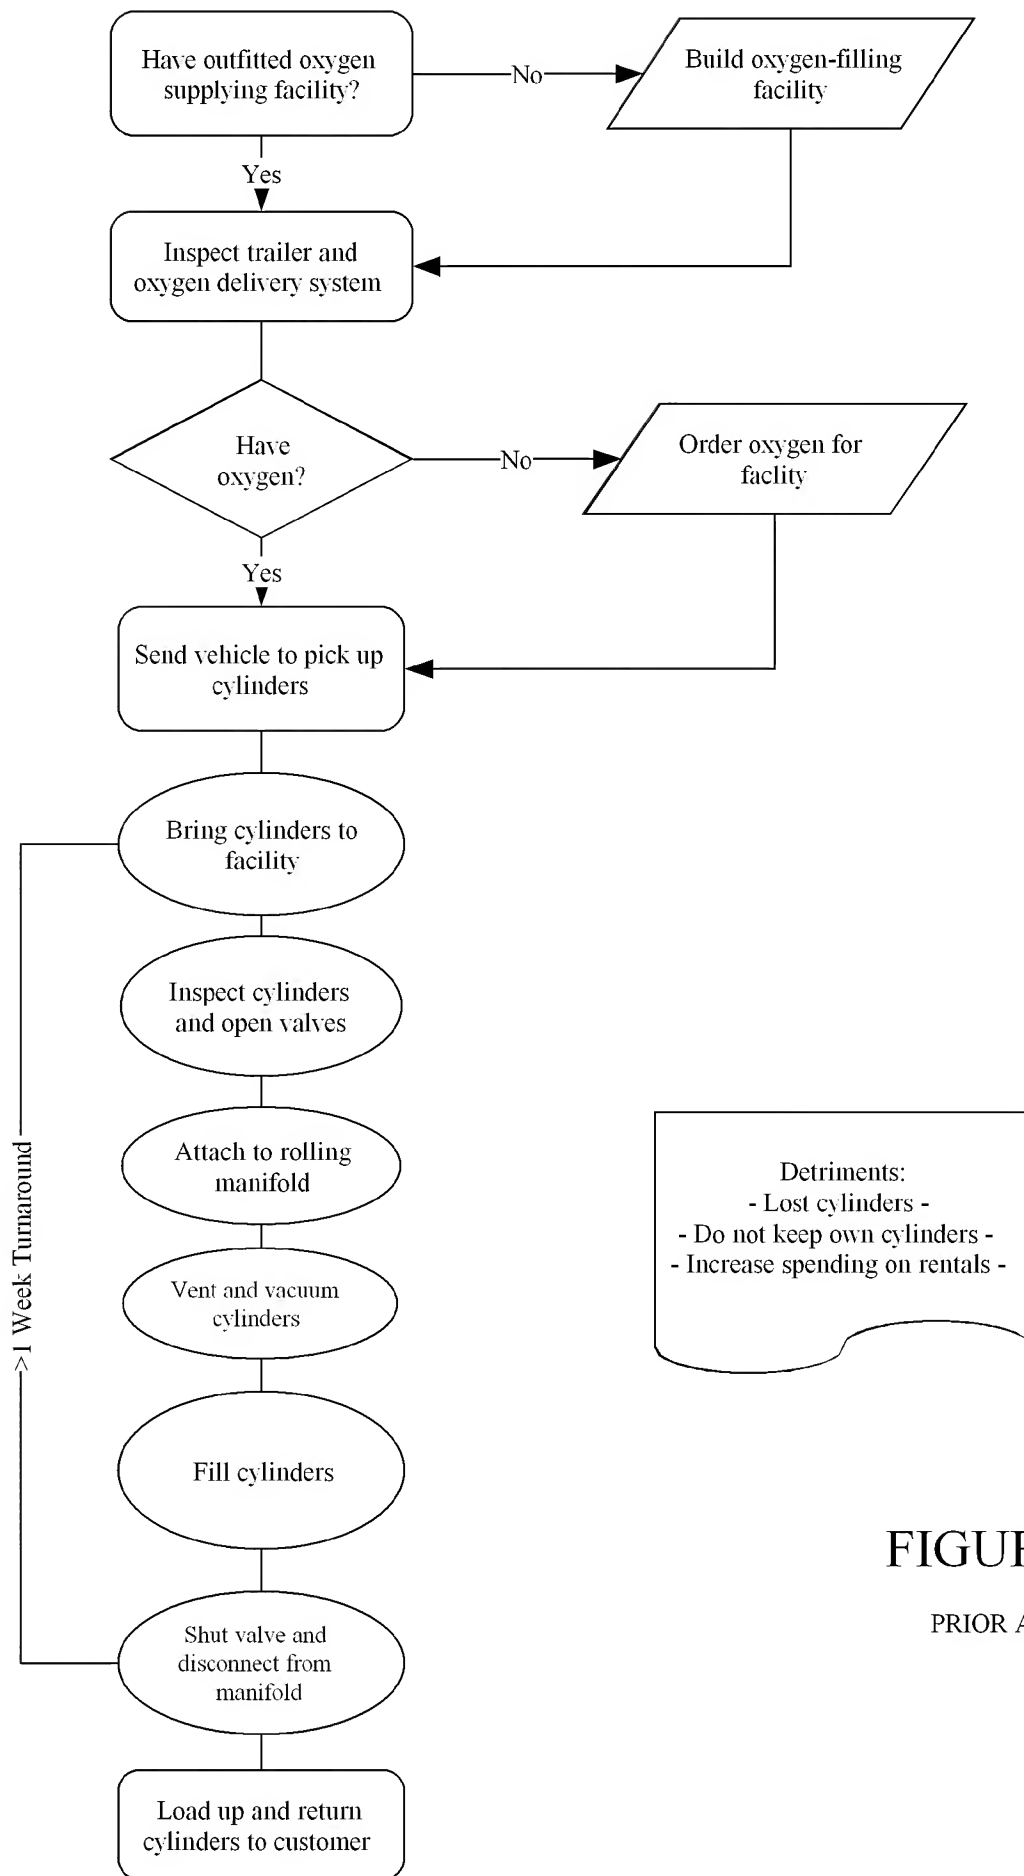 Have outfitted oxygen
supplying facility?
No
Build oxygen-filling
facility
Yes
Inspect trailer and
oxygen delivery system
Have
oxygen?
No
Order oxygen for
faclity
Yes
Send vehicle to pick up
cylinders
Bring cylinders to
facility
Inspect cylinders
and open valves
Attach to rolling
manifold
Vent and vacuum
cylinders
Fill cylinders
Shut valve and
disconnect from
manifold
Load up and return
cylinders to customer
>1 Week Turnaround
Detriments:
- Lost cylinders -
- Do not keep own cylinders -
- Increase spending on rentals -
PRIOR